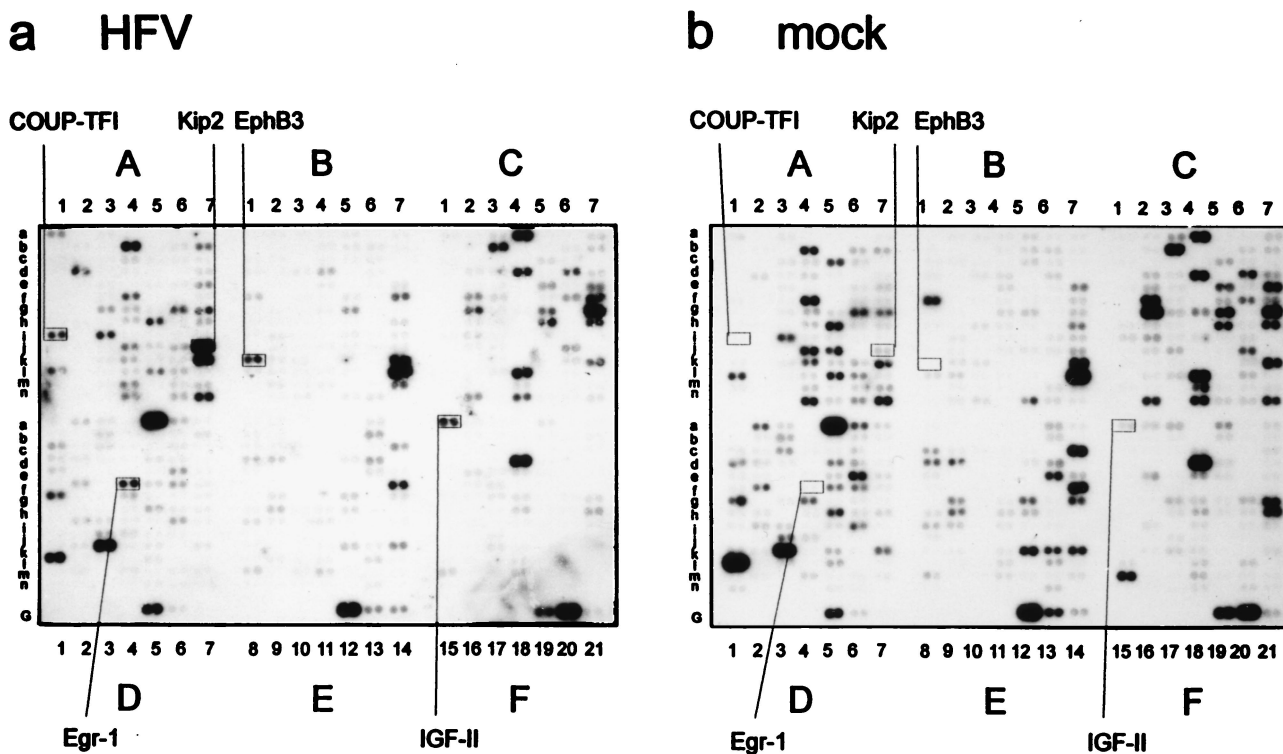 a HFV
b mock
COUP-TFI Kip2 EphB3
COUP-TFI Kip2 EphB3
A B C
A B C
1 2 3 4 5 6 7 1 2 3 4 5 6 7 1 2 3 4 5 6 7
1 2 3 4 5 6 7 1 2 3 4 5 6 7 1 2 3 4 5 6 7
a
b
c
d
e
f
g
h
i
j
k
l
m
n
a
b
c
d
e
f
g
h
i
j
k
l
m
n
G
a
b
c
d
e
f
g
h
i
j
k
l
m
n
a
b
c
d
e
f
g
h
i
j
k
l
m
n
G
1 2 3 4 5 6 7 8 9 10 11 12 13 14 15 16 17 18 19 20 21
1 2 3 4 5 6 7 8 9 10 11 12 13 14 15 16 17 18 19 20 21
D E F
D E F
Egr-1 IGF-II
Egr-1 IGF-II